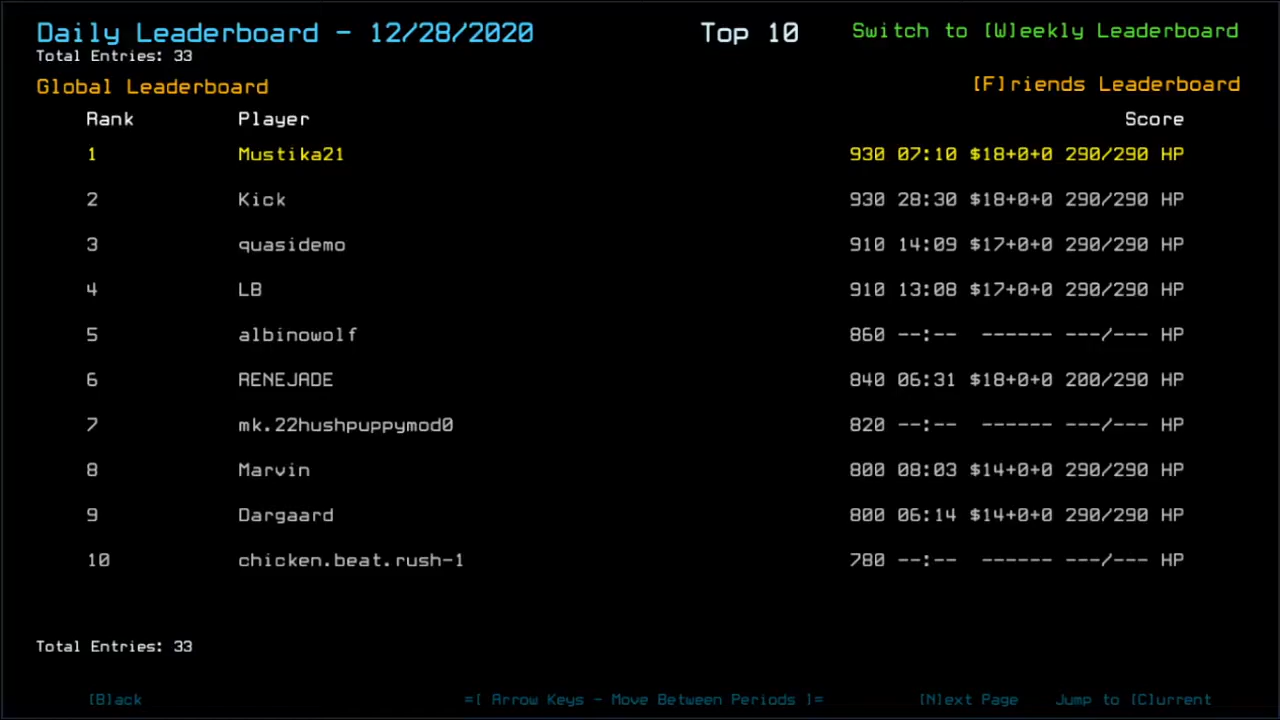 Daily Leaderboard - 12/28/2020 Top 10 Switch to [W]eekly Leaderboard
Total Entries: 33
Global Leaderboard [F]riends Leaderboard
Rank Player Score
1 Mustika21 930 07:10 $18+0+0 290/290 HP
2 Kick 930 28:30 $18+0+0 290/290 HP
3 quasidemo 910 14:09 $17+0+0 290/290 HP
4 LB 910 13:08 $17+0+0 290/290 HP
5 albinowolf 860 --:-- ------ ---/--- HP
6 RENEJADE 840 06:31 $18+0+0 200/290 HP
7 mk.22hushpuppymod0 820 --:-- ------ ---/--- HP
8 Marvin 800 08:03 $14+0+0 290/290 HP
9 Dargaard 800 06:14 $14+0+0 290/290 HP
10 chicken.beat.rush-1 780 --:-- ------ ---/--- HP
Total Entries: 33
[B]ack =[ Arrow Keys - Move Between Periods ]= [N]ext Page Jump to [C]urrent